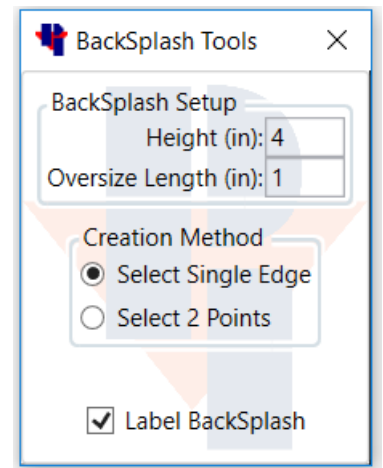 BackSplash Tools
BackSplash Setup
Height (in): 4
Oversize Length (in): 1
Creation Method
Select Single Edge
Select 2 Points
Label BackSplash